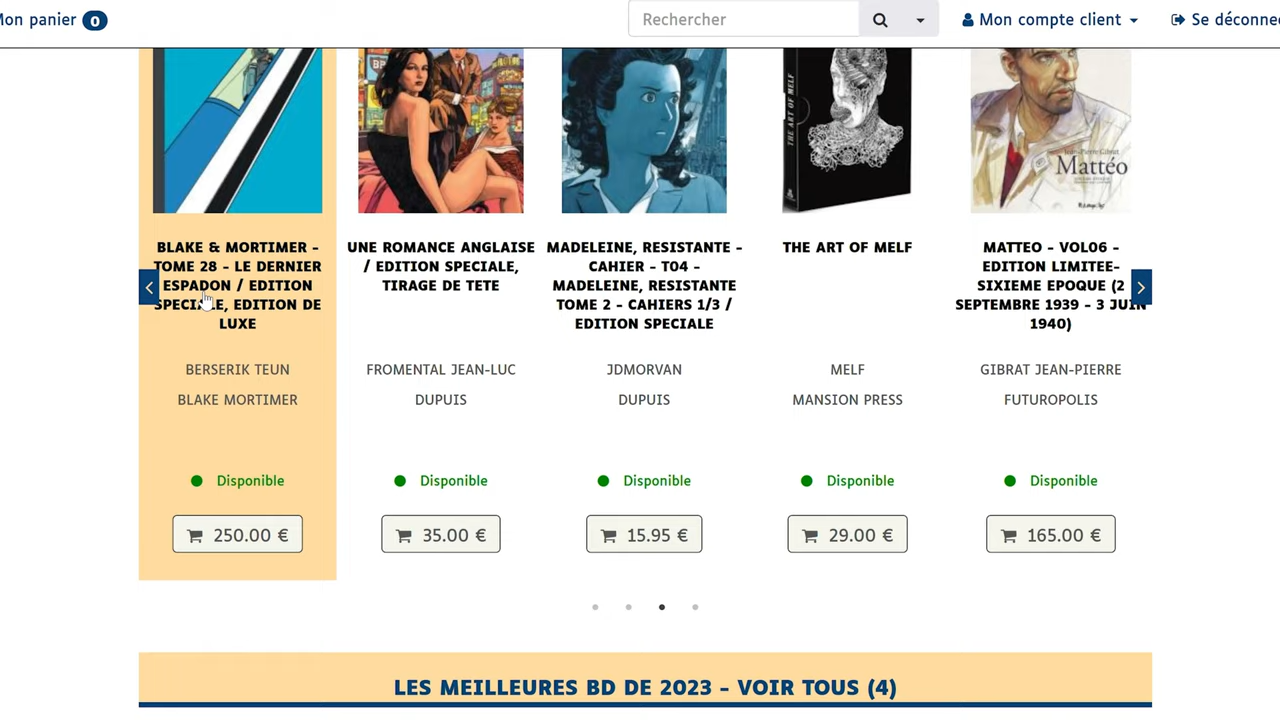 Mon panier 0
Rechercher
Mon compte client
Se déconne
THE ART OF MELF
Jean-Pierre Gibrat
Mattéo
BLAKE & MORTIMER -
TOME 28 - LE DERNIER
ESPADON / EDITION
SPECIALE, EDITION DE
LUXE
BERSERIK TEUN
BLAKE MORTIMER
Disponible
250.00 €
UNE ROMANCE ANGLAISE
/ EDITION SPECIALE,
TIRAGE DE TETE
FROMENTAL JEAN-LUC
DUPUIS
Disponible
35.00 €
MADELEINE, RESISTANTE -
CAHIER - T04 -
MADELEINE, RESISTANTE
TOME 2 - CAHIERS 1/3 /
EDITION SPECIALE
JDMORVAN
DUPUIS
Disponible
15.95 €
THE ART OF MELF
MELF
MANSION PRESS
Disponible
29.00 €
MATTEO - VOL06 -
EDITION LIMITEE-
SIXIEME EPOQUE (2
SEPTEMBRE 1939 - 3 JUIN
1940)
GIBRAT JEAN-PIERRE
FUTUROPOLIS
Disponible
165.00 €
LES MEILLEURES BD DE 2023 - VOIR TOUS (4)